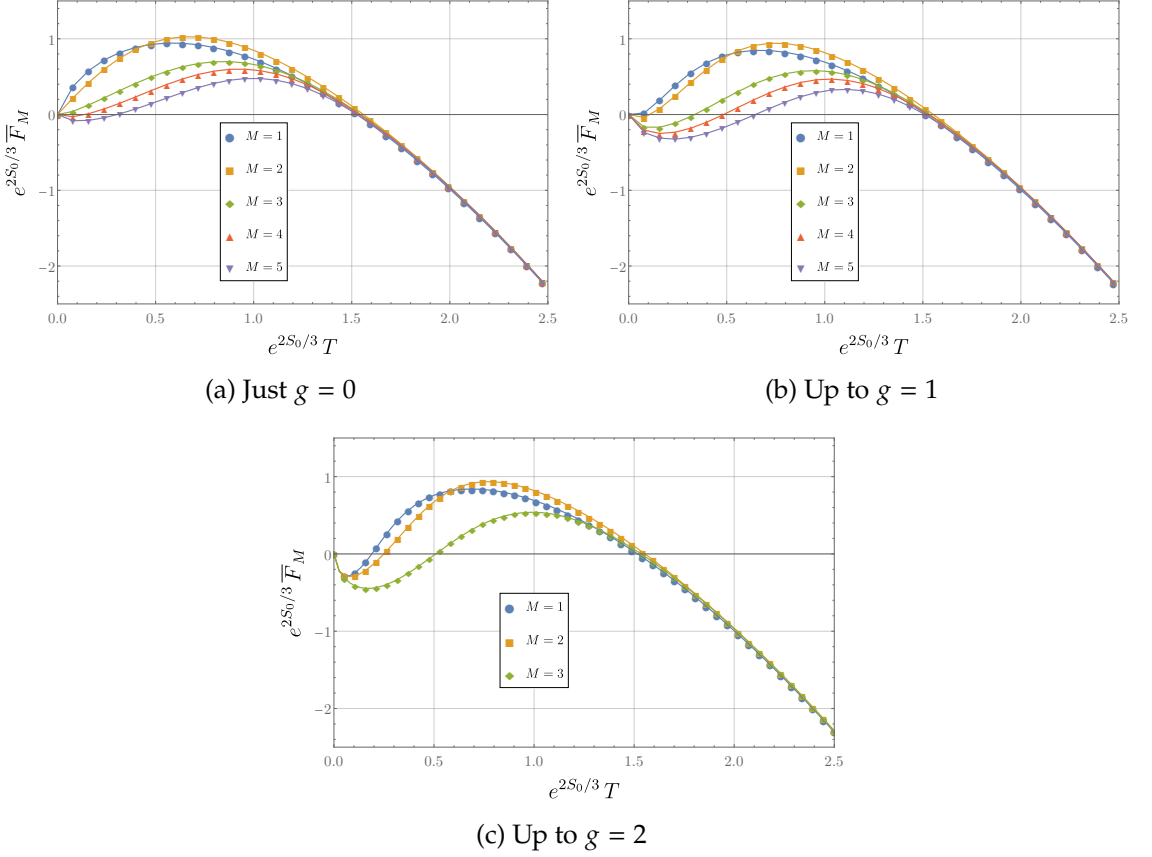 1
0
−1
−2
0.0 0.5 1.0 1.5 2.0 2.5
e^{2S_0/3} T
e^{2S_0/3} \overline{F}_M
M = 1
M = 2
M = 3
M = 4
M = 5
(a) Just g = 0
1
0
−1
−2
0.0 0.5 1.0 1.5 2.0 2.5
e^{2S_0/3} T
e^{2S_0/3} \overline{F}_M
M = 1
M = 2
M = 3
M = 4
M = 5
(b) Up to g = 1
1
0
−1
−2
0.0 0.5 1.0 1.5 2.0 2.5
e^{2S_0/3} T
e^{2S_0/3} \overline{F}_M
M = 1
M = 2
M = 3
(c) Up to g = 2